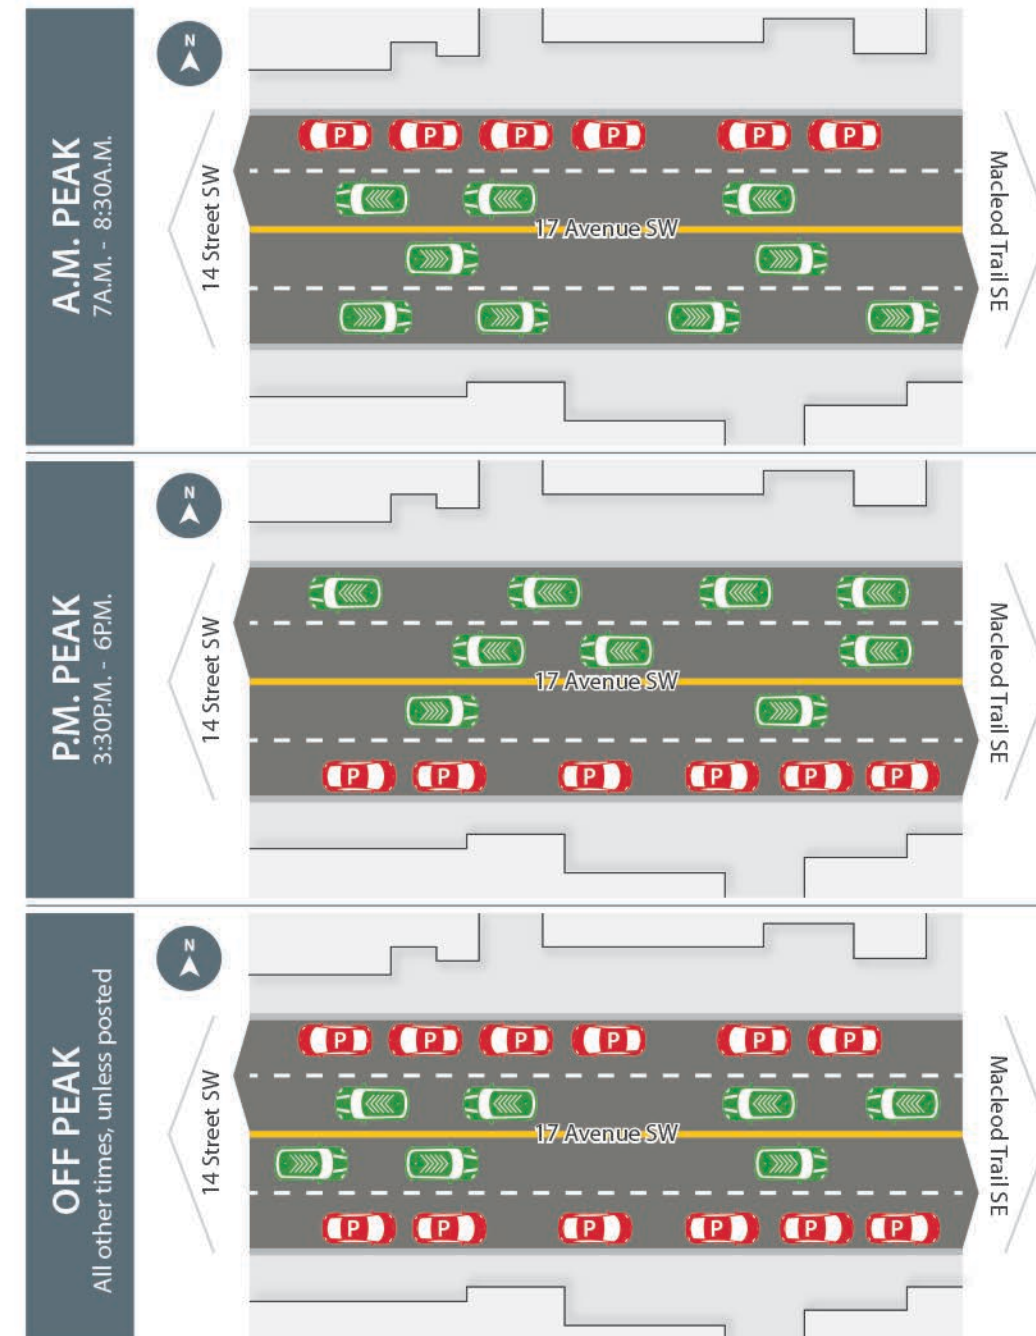 A.M. PEAK
7A.M. - 8:30A.M.
N
14 Street SW
P P P P P P
17 Avenue SW
Macleod Trail SE
P.M. PEAK
3:30P.M. - 6P.M.
N
14 Street SW
17 Avenue SW
P P P P P P
Macleod Trail SE
OFF PEAK
All other times, unless posted
N
14 Street SW
P P P P P P
17 Avenue SW
P P P P P P
Macleod Trail SE